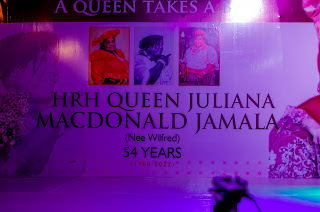 A QUEEN TAKES A
HRH QUEEN JULIANA
MACDONALD JAMALA
(Nee Wilfred)
54 YEARS